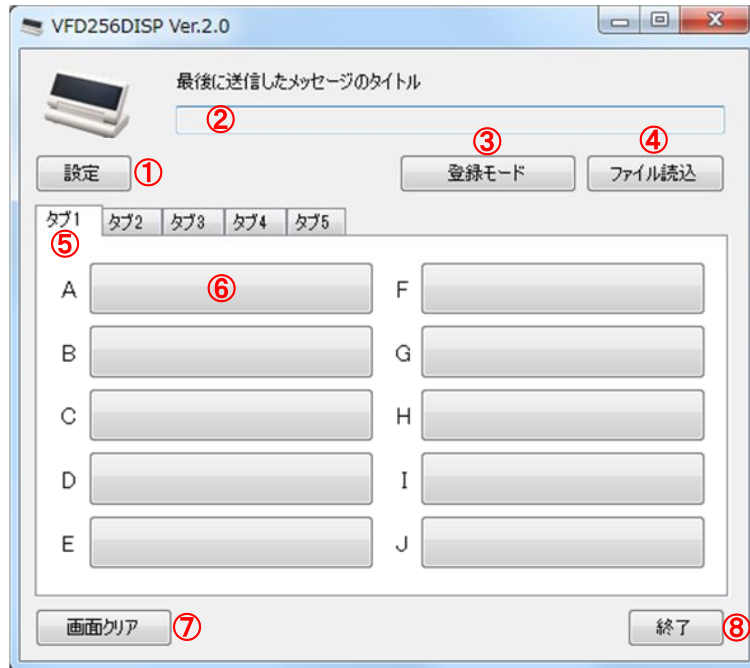 VFD256DISP Ver.2.0
最後に送信したメッセージのタイトル
②
③ ④
設定 ① 登録モード ファイル読込
タブ1 タブ2 タブ3 タブ4 タブ5
⑤
A ⑥ F
B G
C H
D I
E J
画面クリア ⑦ 終了 ⑧